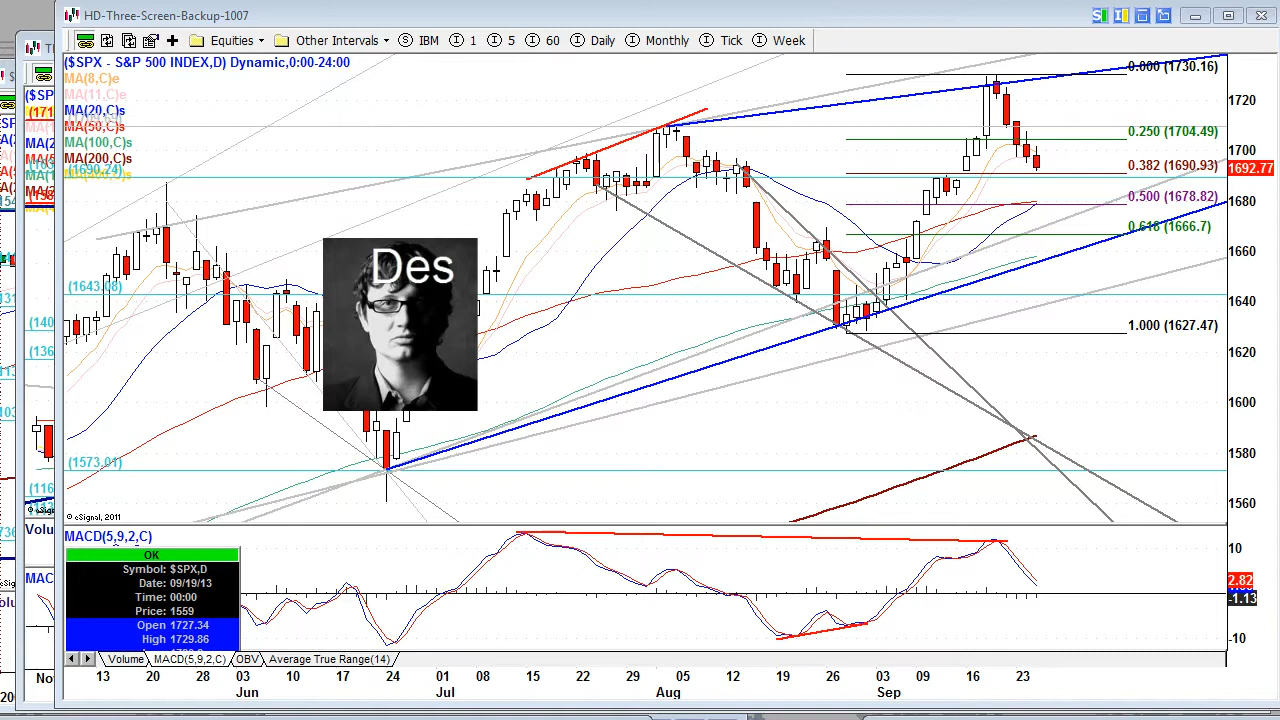 HD-Three-Screen-Backup-1007
Equities Other Intervals IBM 1 5 60 Daily Monthly Tick Week
($SPX - S&P 500 INDEX,D) Dynamic,0:00-24:00
MA(8,C)e
MA(11,C)e
MA(20,C)s
MA(50,C)s
MA(100,C)s
MA(200,C)s
(1690.24)
(1643.08)
(1573.01)
Des
0.000 (1730.16)
0.250 (1704.49)
0.382 (1690.93)
0.500 (1678.82)
0.618 (1666.7)
1.000 (1627.47)
1720
1700
1692.77
1680
1660
1640
1620
1600
1580
1560
© eSignal, 2011
MACD(5,9,2,C)
OK
Symbol: $SPX,D
Date: 09/19/13
Time: 00:00
Price: 1559
Open 1727.34
High 1729.86
10
2.82
-1.13
-10
Volume MACD(5,9,2,C) OBV Average True Range(14)
13 20 28 03 10 17 24 01 08 15 22 29 06 12 19 26 03 09 16 23
Jun Jul Aug Sep